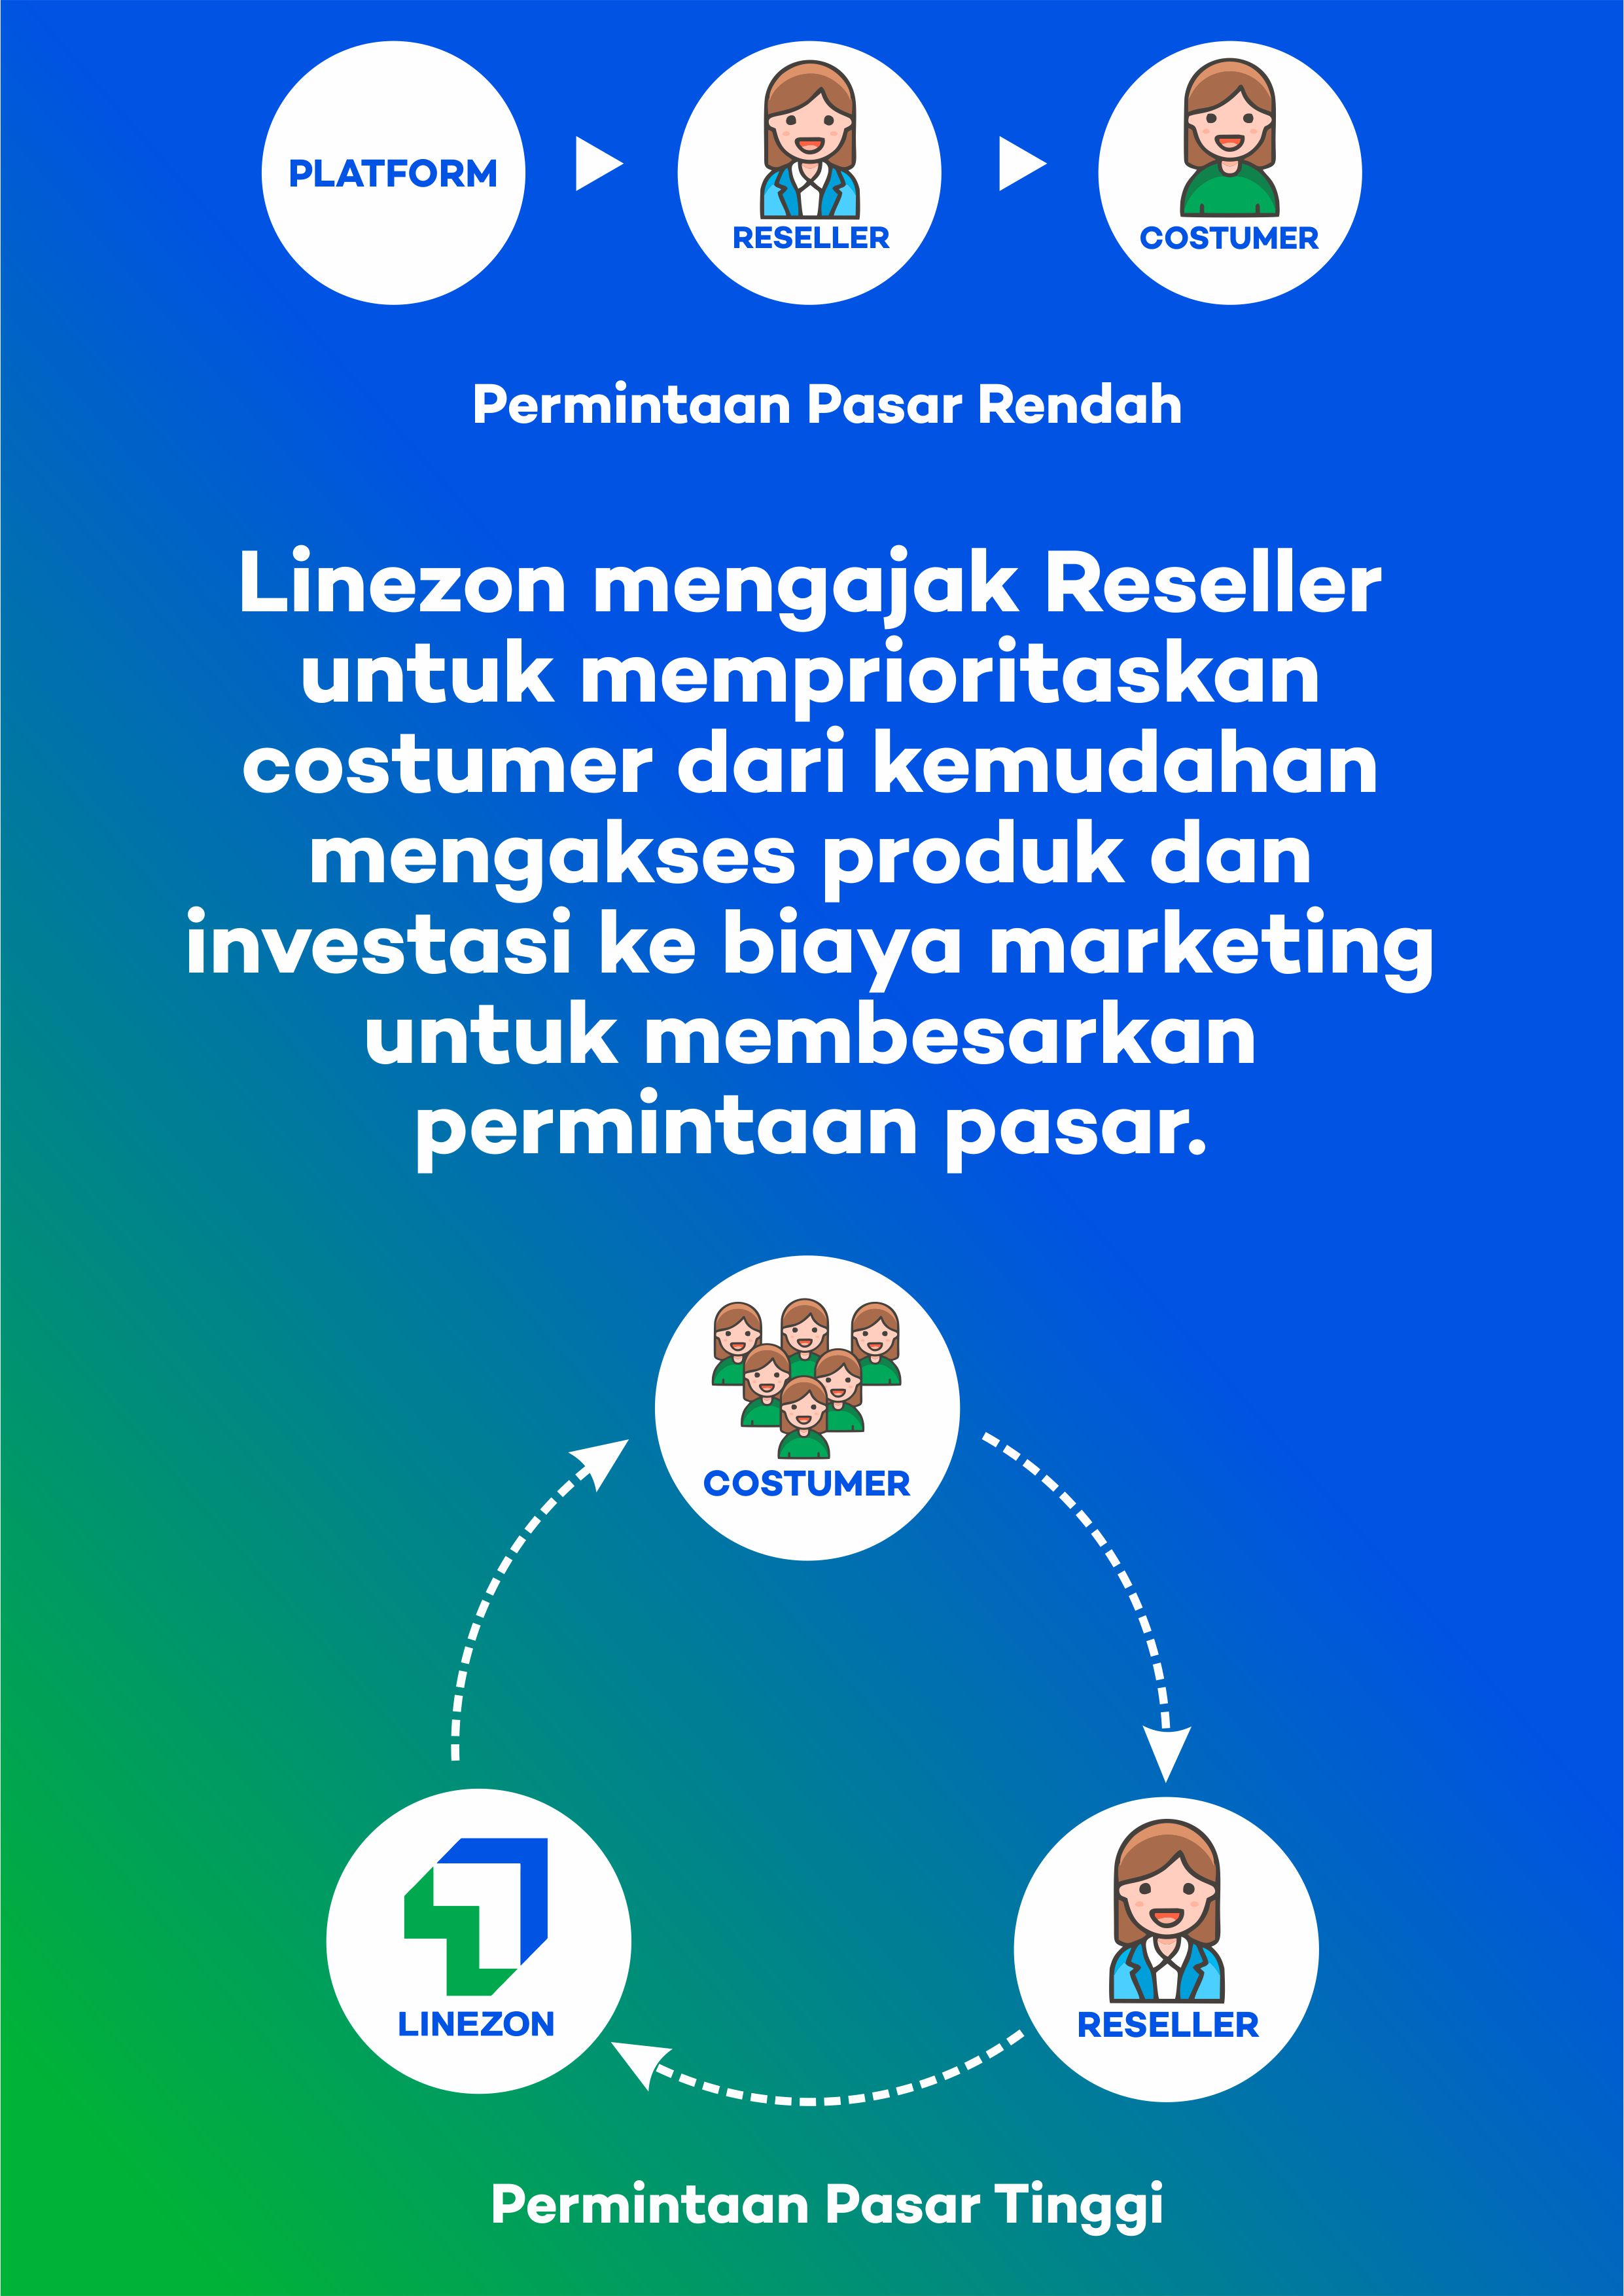 PLATFORM
RESELLER
COSTUMER
Permintaan Pasar Rendah
Linezon mengajak Reseller
untuk memprioritaskan
costumer dari kemudahan
mengakses produk dan
investasi ke biaya marketing
untuk membesarkan
permintaan pasar.
COSTUMER
LINEZON
RESELLER
Permintaan Pasar Tinggi